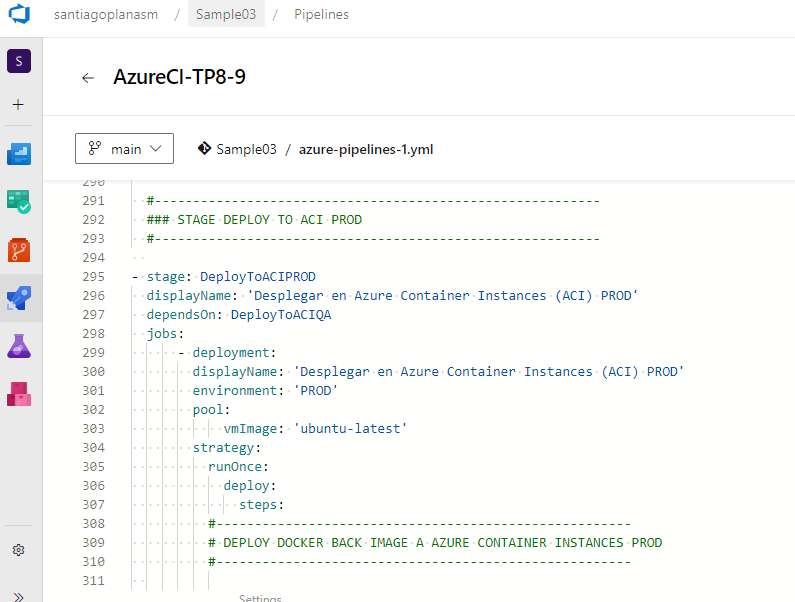 santiagoplanasm / Sample03 / Pipelines
S
AzureCI-TP8-9
main Sample03 / azure-pipelines-1.yml
290
291 #----------------------------------------------------------
292 ### STAGE DEPLOY TO ACI PROD
293 #----------------------------------------------------------
294
295 - stage: DeployToACIPROD
296 displayName: 'Desplegar en Azure Container Instances (ACI) PROD'
297 dependsOn: DeployToACIQA
298 jobs:
299 - deployment:
300 displayName: 'Desplegar en Azure Container Instances (ACI) PROD'
301 environment: 'PROD'
302 pool:
303 vmImage: 'ubuntu-latest'
304 strategy:
305 runOnce:
306 deploy:
307 steps:
308 #------------------------------------------------------
309 # DEPLOY DOCKER BACK IMAGE A AZURE CONTAINER INSTANCES PROD
310 #------------------------------------------------------
311
Settings